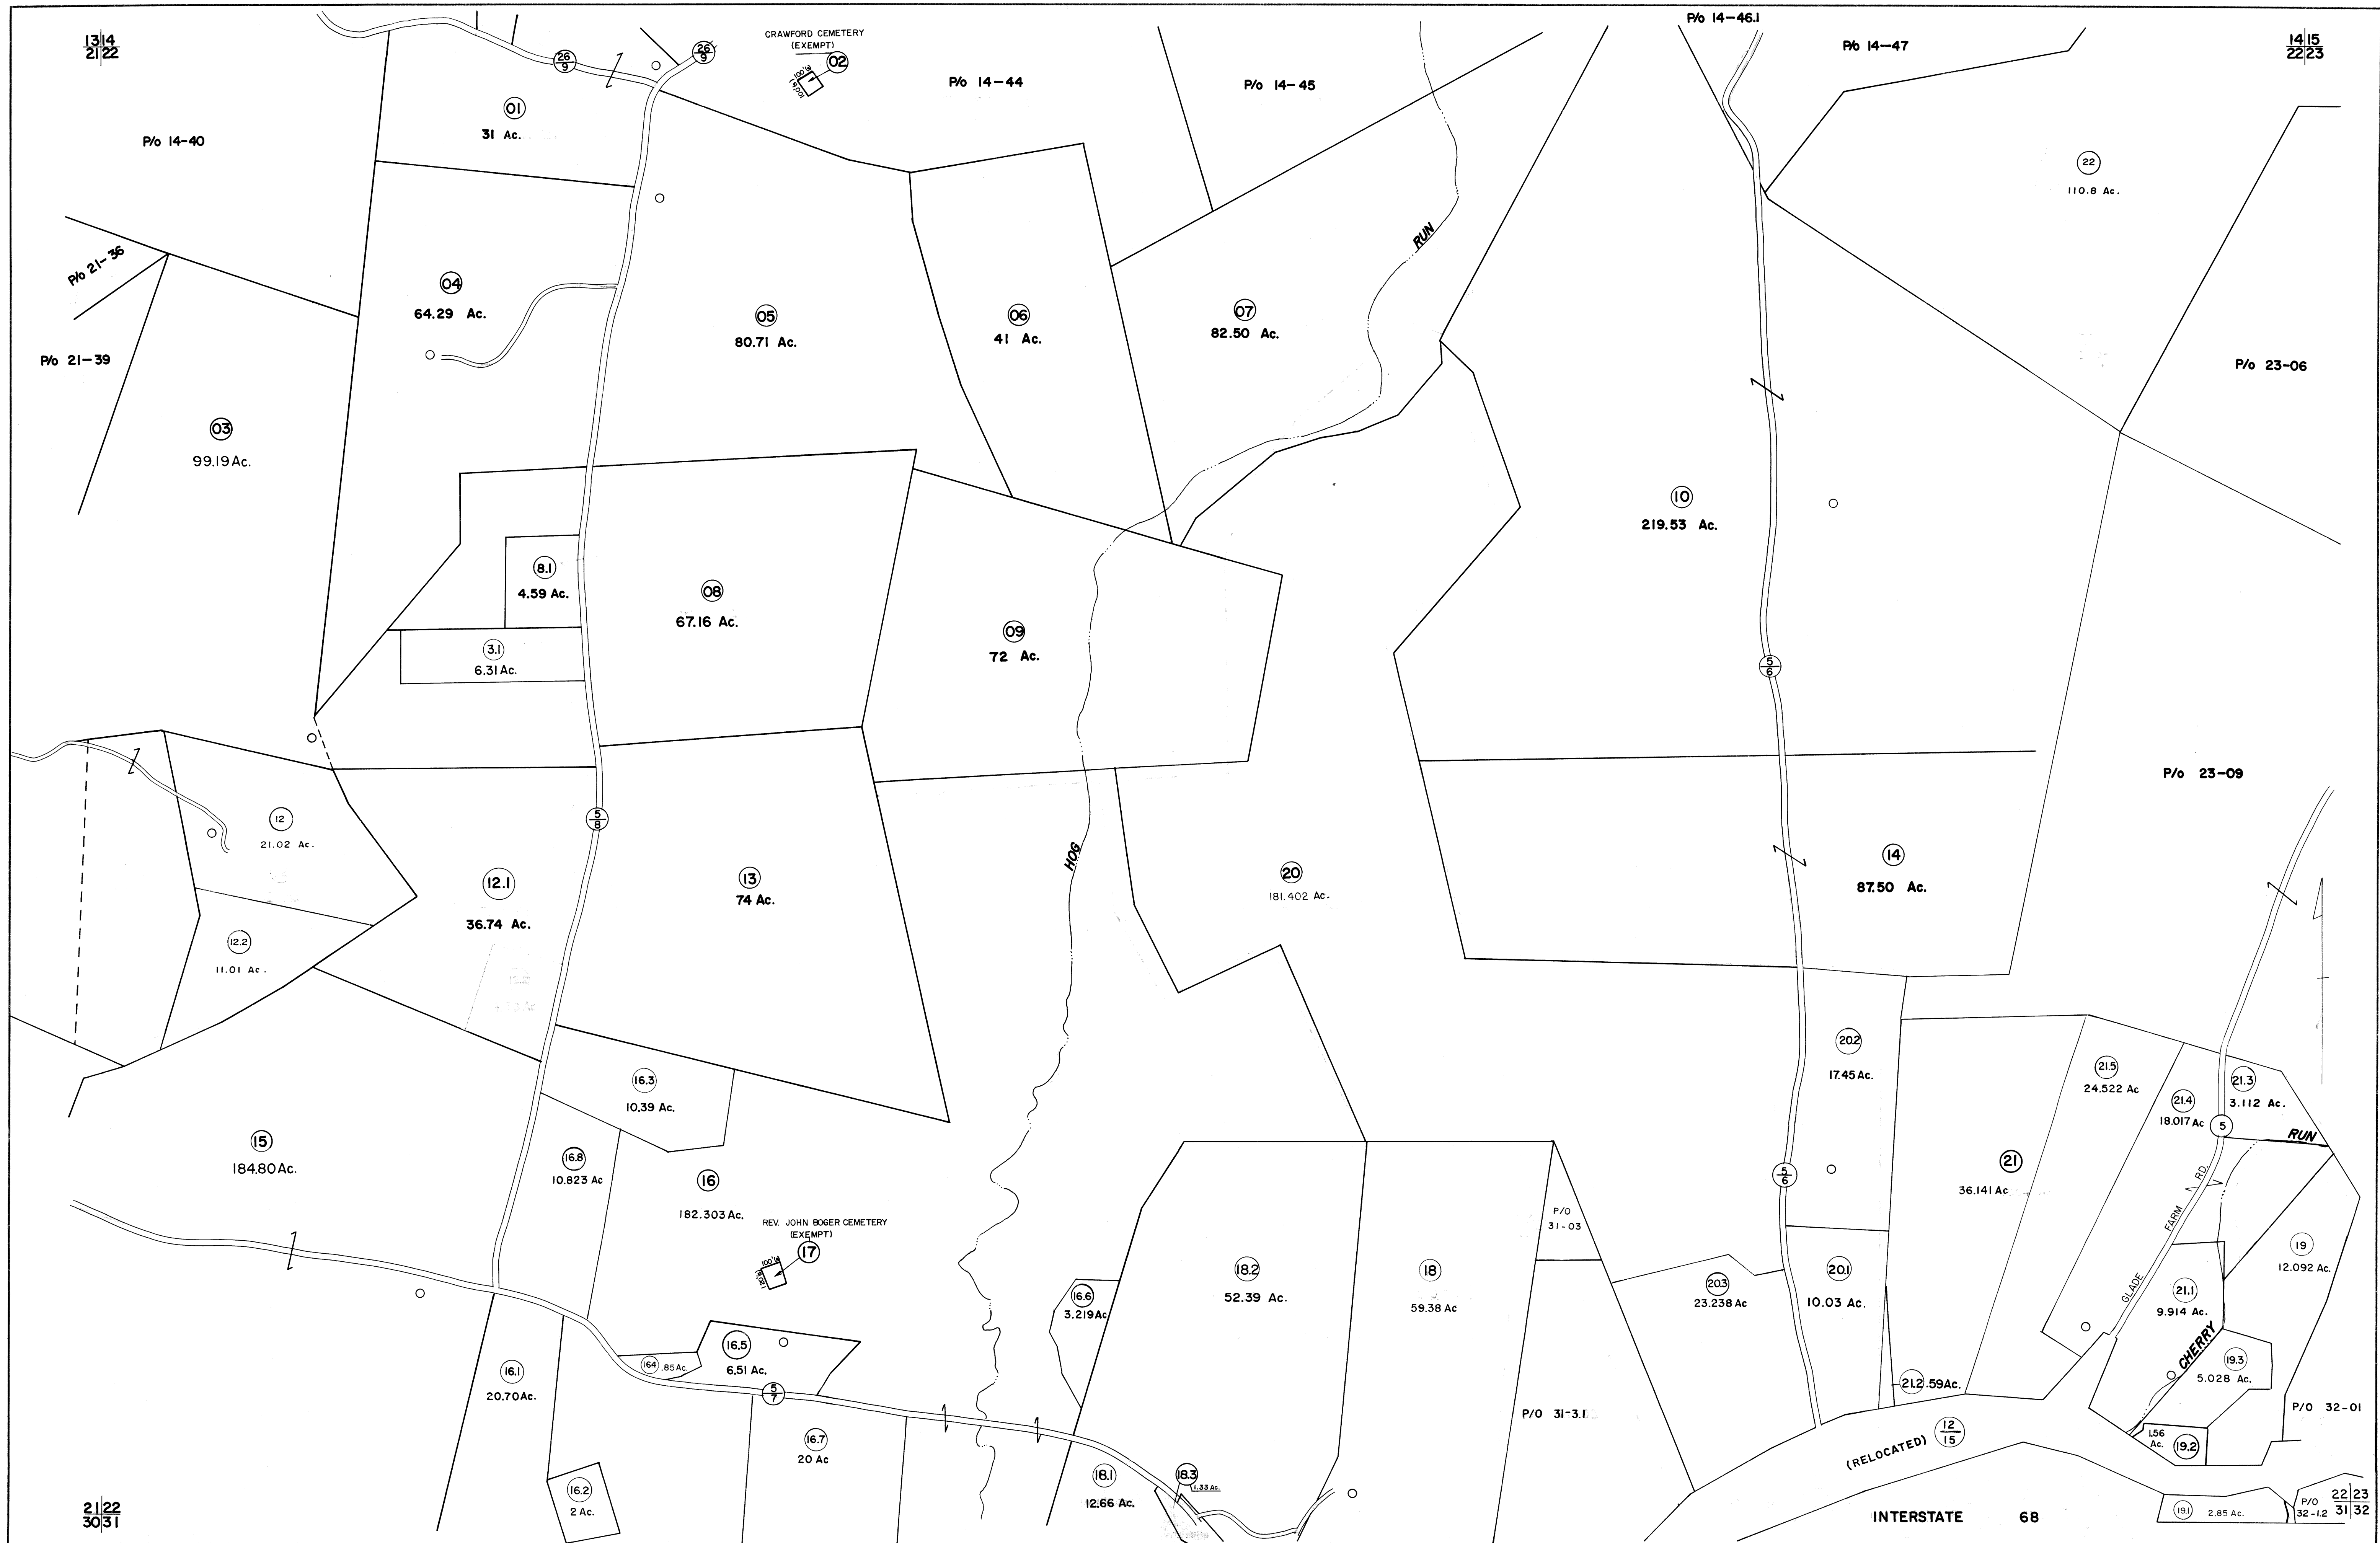 13|14
21|22
P/o 14-46.1
P/o 14-47
14|15
22|23
CRAWFORD CEMETERY
(EXEMPT)
02
100'(R)
100'(R)
26
9
26
9
P/o 14-44
P/o 14-45
01
31 Ac.
P/o 14-40
22
110.8 Ac.
P/o 21-36
RUN
04
64.29 Ac.
05
80.71 Ac.
06
41 Ac.
07
82.50 Ac.
P/o 21-39
P/o 23-06
03
99.19 Ac.
10
219.53 Ac.
8.1
4.59 Ac.
08
67.16 Ac.
09
72 Ac.
3.1
6.31 Ac.
5
6
P/o 23-09
12
21.02 Ac.
5
8
HOG
20
181.402 Ac.
14
87.50 Ac.
12.1
36.74 Ac.
13
74 Ac.
12.2
11.01 Ac.
20.2
17.45 Ac.
21.5
24.522 Ac
21.3
3.112 Ac.
21.4
18.017 Ac
5
RUN
16.3
10.39 Ac.
15
184.80 Ac.
16.8
10.823 Ac
16
182.303 Ac.
21
36.141 Ac
5
6
RD.
FARM
GLADE
REV. JOHN BOGER CEMETERY
(EXEMPT)
17
100'(R)
P/O
31-03
19
12.092 Ac.
18.2
52.39 Ac.
18
59.38 Ac
20.3
23.238 Ac
20.1
10.03 Ac.
21.1
9.914 Ac.
16.6
3.219 Ac
CHERRY
16.5
6.51 Ac.
16.4 .85 Ac.
16.1
20.70 Ac.
5
7
21.2 .59 Ac.
19.3
5.028 Ac.
P/O 31-3.1
P/O 32-01
16.7
20 Ac
12
15
(RELOCATED)
1.56
Ac.
19.2
18.1
12.66 Ac.
18.3
1.33 Ac.
16.2
2 Ac.
21|22
30|31
INTERSTATE 68
19.1 2.85 Ac.
P/O
32-1.2
22|23
31|32